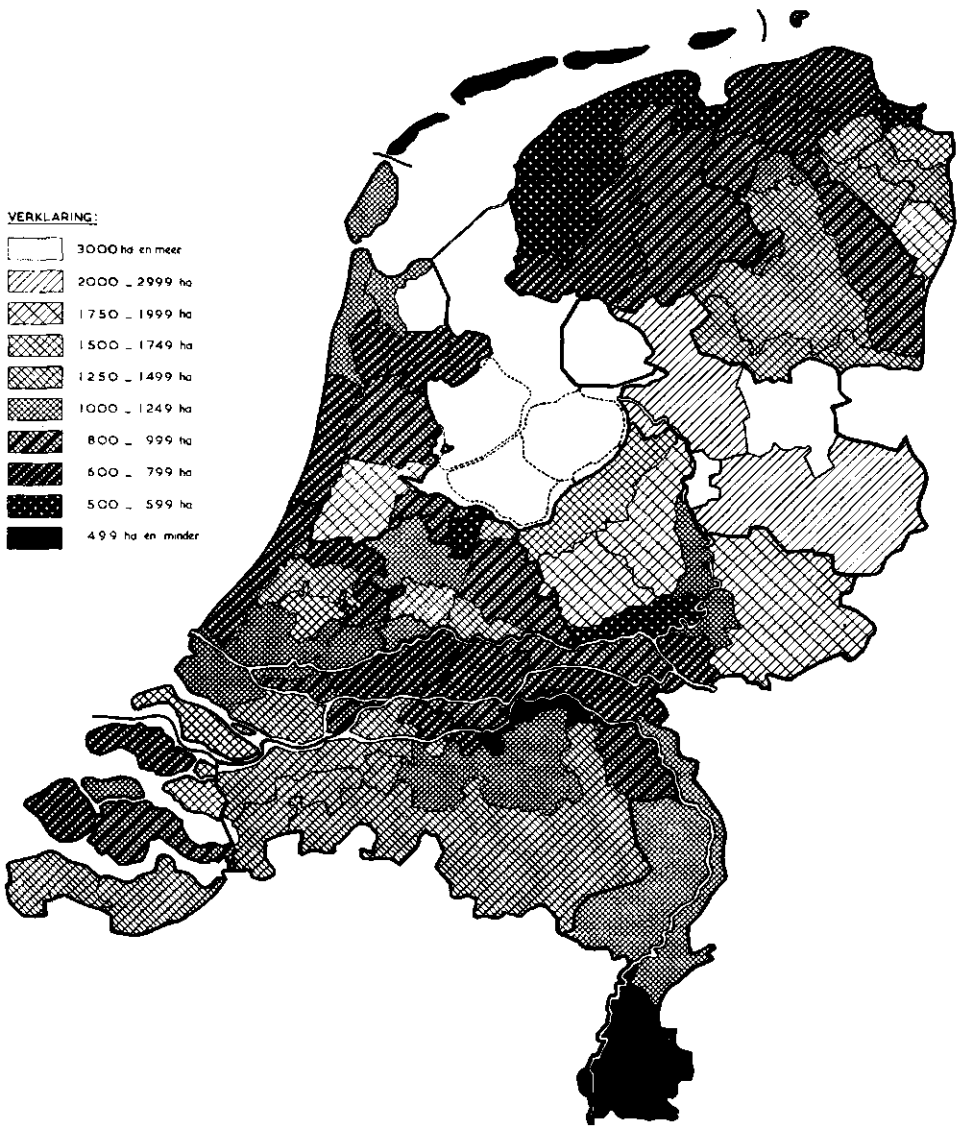 VERKLARING:
3000 ha en meer
2000 - 2999 ha
1750 - 1999 ha
1500 - 1749 ha
1250 - 1499 ha
1000 - 1249 ha
800 - 999 ha
600 - 799 ha
500 - 599 ha
499 ha en minder